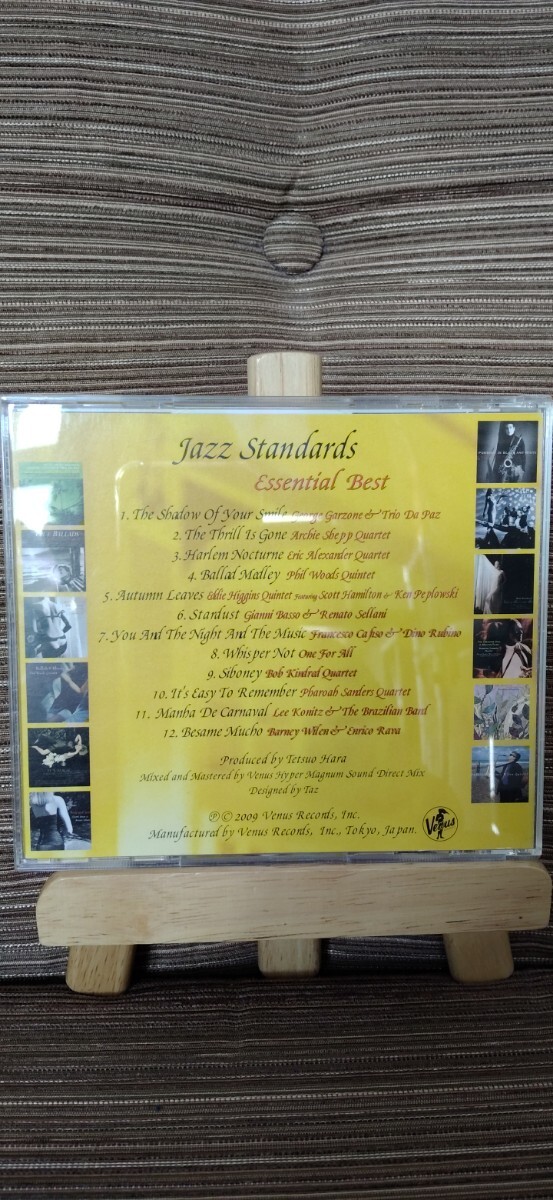 Jazz Standards
Essential Best
1. The Shadow Of Your Smile George Garzone & Trio Da Paz
2. The Thrill Is Gone Archie Shepp Quartet
3. Harlem Nocturne Eric Alexander Quartet
4. Ballad Medley Phil Woods Quintet
5. Autumn Leaves Eddie Higgins Quintet Featuring Scott Hamilton & Ken Peplowski
6. Stardust Gianni Basso & Renato Sellani
7. You And The Night And The Music Francesco Cafiso & Dino Rubino
8. Whisper Not One For All
9. Siboney Bob Kindred Quartet
10. It's Easy To Remember Pharoah Sanders Quartet
11. Manha De Carnaval Lee Konitz & The Brazilian Band
12. Besame Mucho Barney Wilen & Enrico Rava
Produced by Tetsuo Hara
Mixed and Mastered by Venus Hyper Magnum Sound Direct Mix
Designed by Taz
Ⓟ Ⓒ 2009 Venus Records, Inc.
Manufactured by Venus Records, Inc., Tokyo, Japan.
Venus